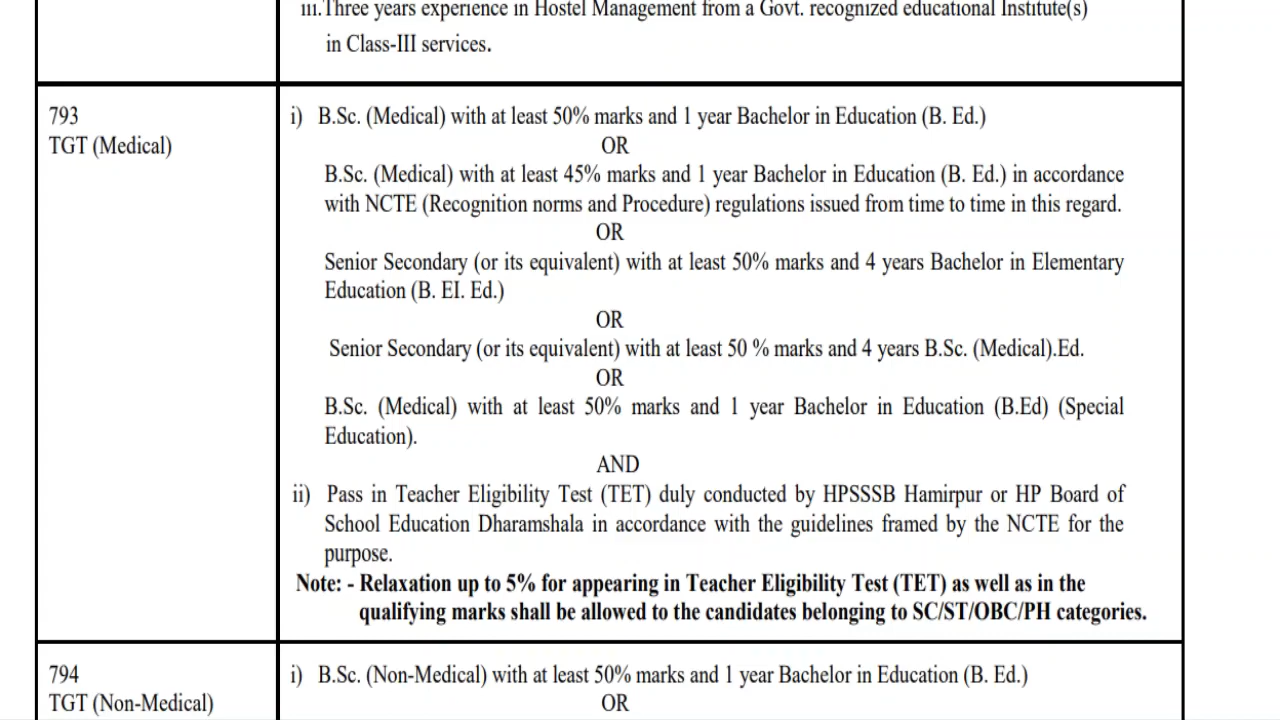 iii.Three years experience in Hostel Management from a Govt. recognized educational Institute(s)
in Class-III services.
793
TGT (Medical)
i) B.Sc. (Medical) with at least 50% marks and 1 year Bachelor in Education (B. Ed.)
OR
B.Sc. (Medical) with at least 45% marks and 1 year Bachelor in Education (B. Ed.) in accordance
with NCTE (Recognition norms and Procedure) regulations issued from time to time in this regard.
OR
Senior Secondary (or its equivalent) with at least 50% marks and 4 years Bachelor in Elementary
Education (B. EI. Ed.)
OR
Senior Secondary (or its equivalent) with at least 50 % marks and 4 years B.Sc. (Medical).Ed.
OR
B.Sc. (Medical) with at least 50% marks and 1 year Bachelor in Education (B.Ed) (Special
Education).
AND
ii) Pass in Teacher Eligibility Test (TET) duly conducted by HPSSSB Hamirpur or HP Board of
School Education Dharamshala in accordance with the guidelines framed by the NCTE for the
purpose.
Note: - Relaxation up to 5% for appearing in Teacher Eligibility Test (TET) as well as in the
qualifying marks shall be allowed to the candidates belonging to SC/ST/OBC/PH categories.
794
TGT (Non-Medical)
i) B.Sc. (Non-Medical) with at least 50% marks and 1 year Bachelor in Education (B. Ed.)
OR